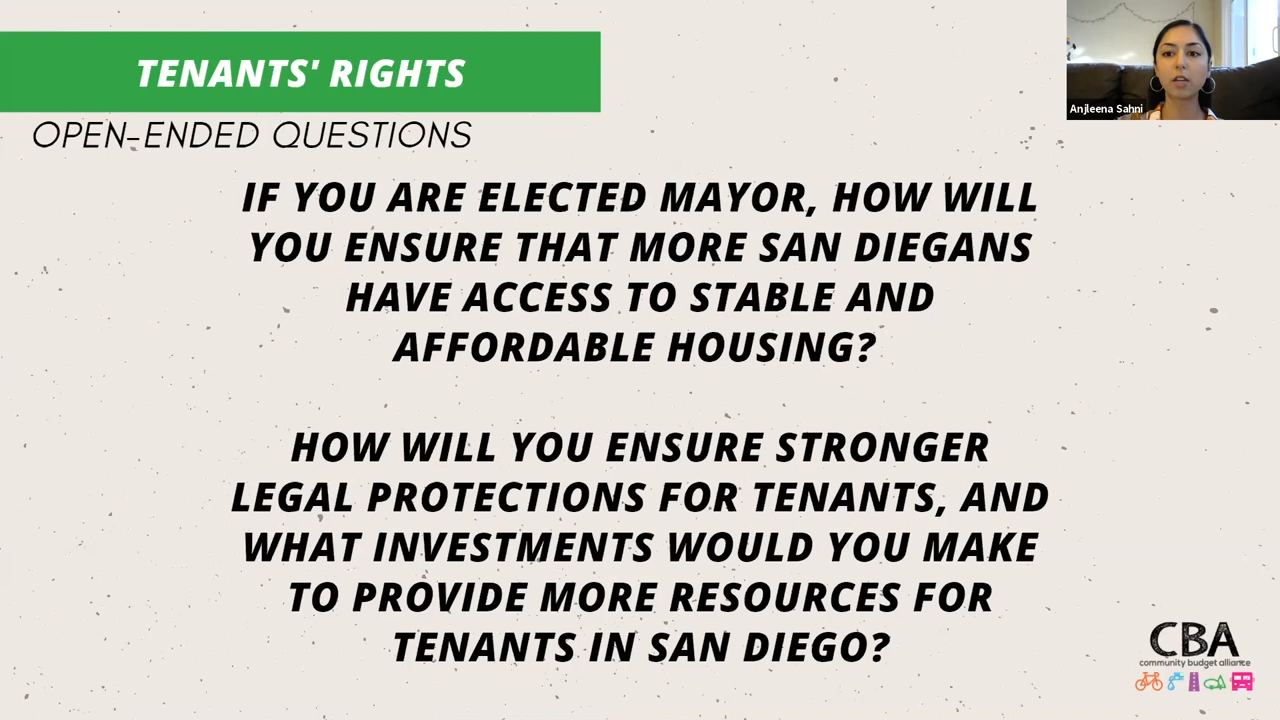 TENANTS' RIGHTS
OPEN-ENDED QUESTIONS
Anjleena Sahni
IF YOU ARE ELECTED MAYOR, HOW WILL
YOU ENSURE THAT MORE SAN DIEGANS
HAVE ACCESS TO STABLE AND
AFFORDABLE HOUSING?
HOW WILL YOU ENSURE STRONGER
LEGAL PROTECTIONS FOR TENANTS, AND
WHAT INVESTMENTS WOULD YOU MAKE
TO PROVIDE MORE RESOURCES FOR
TENANTS IN SAN DIEGO?
CBA
community budget alliance